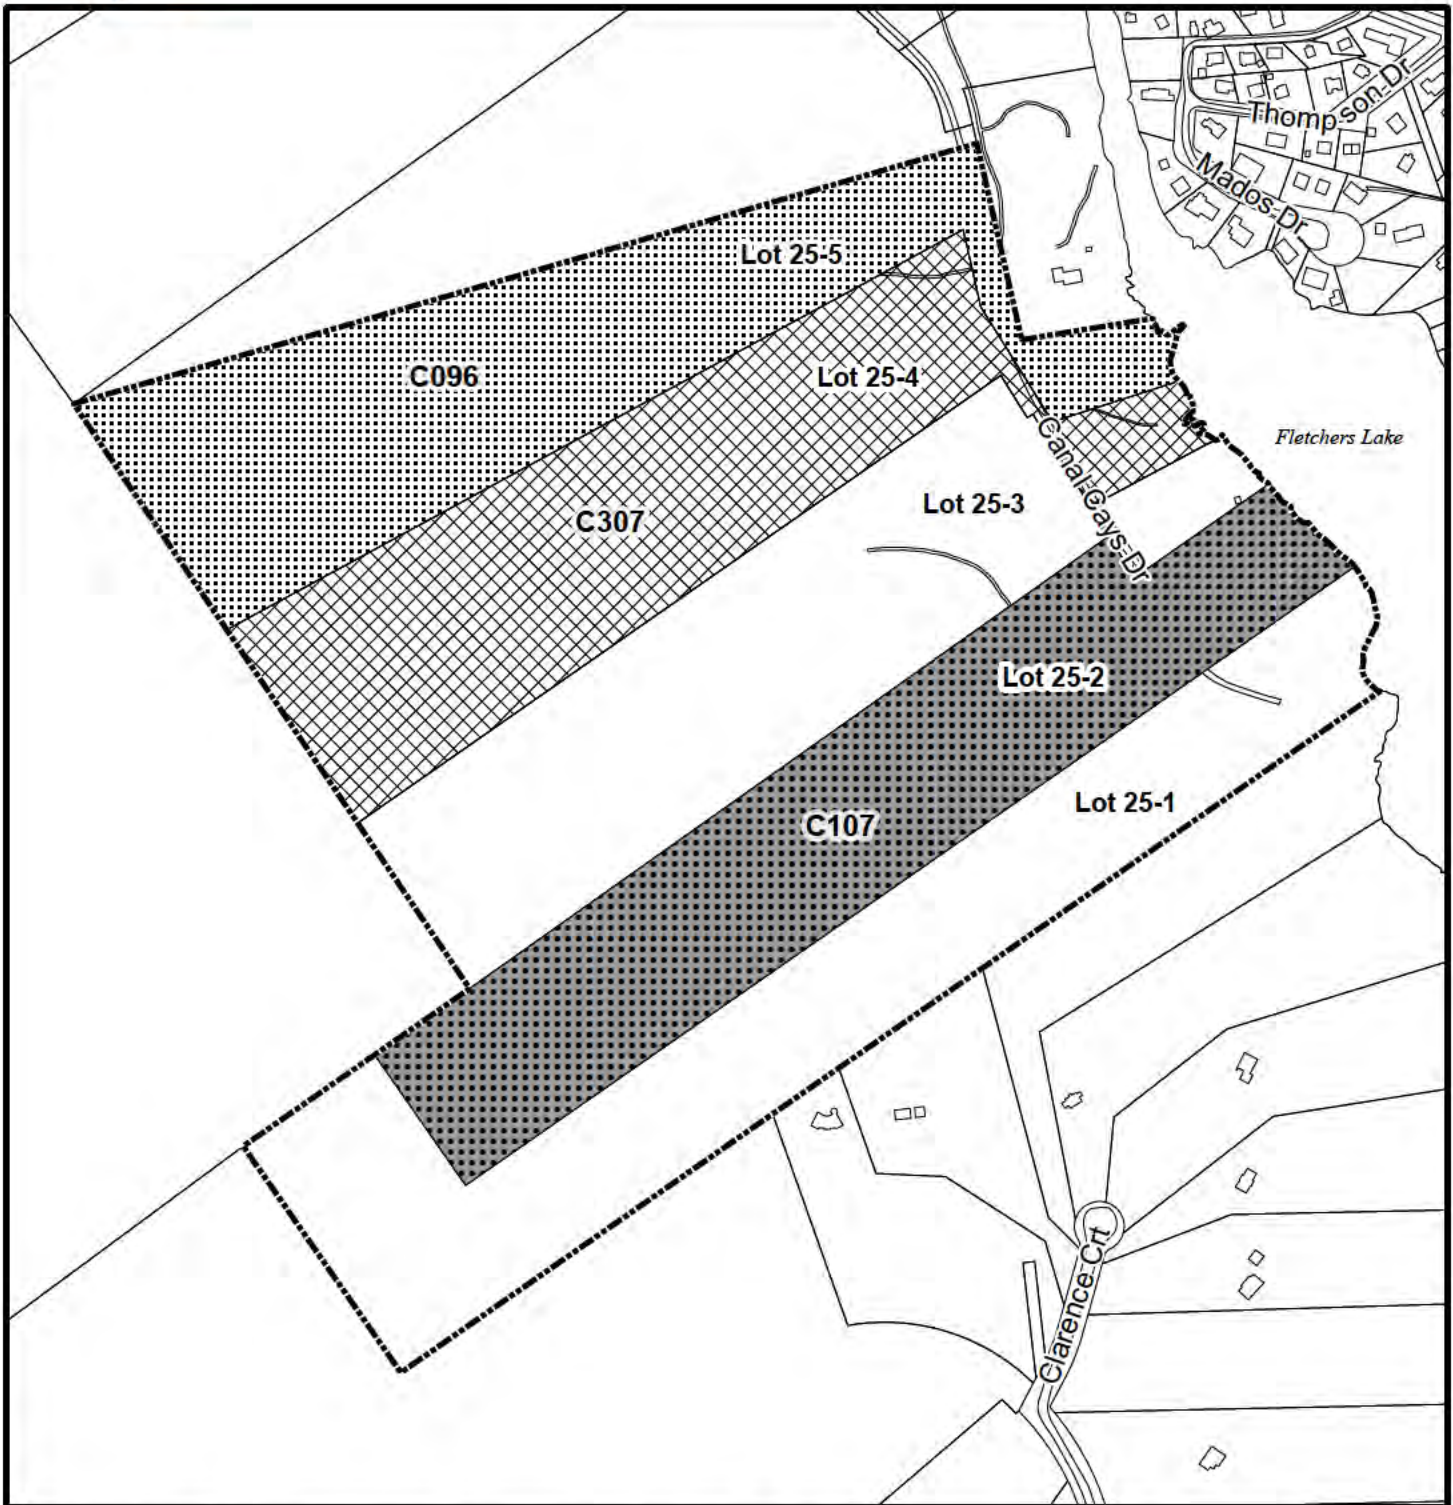 Thompson Dr
Mados Dr
Lot 25-5
C096
Lot 25-4
Fletchers Lake
Canal Cays Dr
Lot 25-3
C307
Lot 25-2
Lot 25-1
C107
Clarence Crt